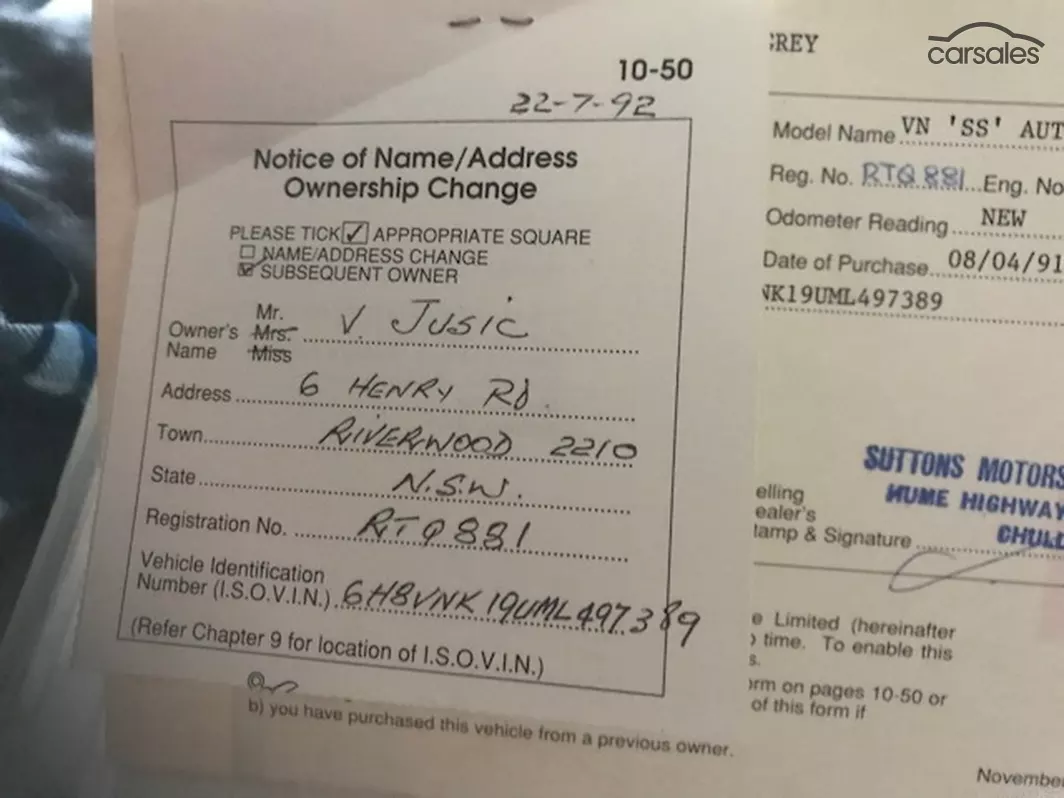 10-50
22-7-92
Notice of Name/Address
Ownership Change
PLEASE TICK ✓ APPROPRIATE SQUARE
NAME/ADDRESS CHANGE
SUBSEQUENT OWNER
Mr.
Owner's Mrs. V. JUSIC
Name Miss
Address 6 HENRY RD.
Town RIVERWOOD 2210
State N.S.W.
Registration No. RTQ881
Vehicle Identification
Number (I.S.O.V.I.N.) 6H8VNK19UML497389
(Refer Chapter 9 for location of I.S.O.V.I.N.)
b) you have purchased this vehicle from a previous owner.
carsales
GREY
Model Name VN 'SS' AUT
Reg. No. RTQ 881 Eng. No
Odometer Reading NEW
Date of Purchase 08/04/91
VNK19UML497389
SUTTONS MOTORS
HUME HIGHWAY
CHULL
elling
ealer's
tamp & Signature
e Limited (hereinafter
time. To enable this
s.
orm on pages 10-50 or
of this form if
November